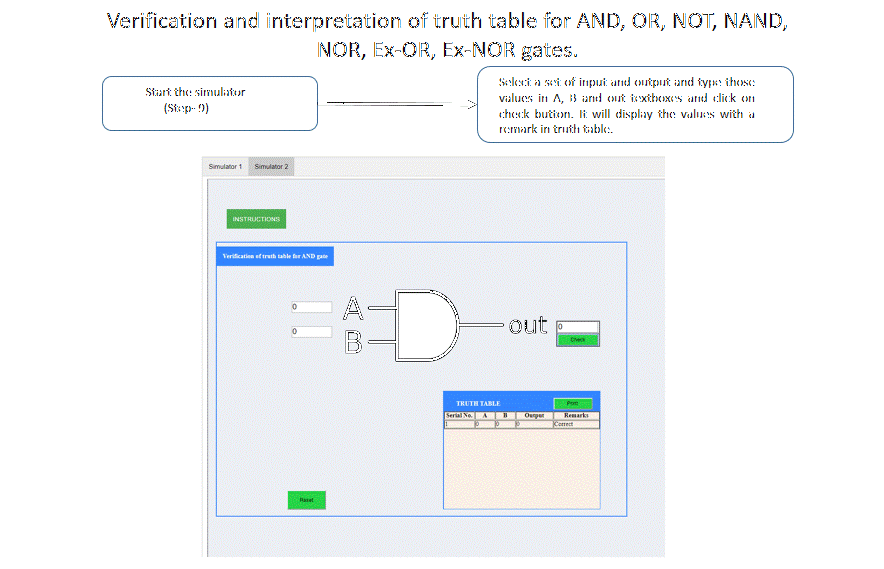 Verification and interpretation of truth table for AND, OR, NOT, NAND,
NOR, Ex-OR, Ex-NOR gates.
Start the simulator
(Step- 0)
Select a set of input and output and type those
values in A, B and out textboxes and click on
check button. It will display the values with a
remark in truth table.
Simulator 1 Simulator 2
INSTRUCTIONS
Verification of truth table for AND gate
0 A
0 B
out 0
Check
TRUTH TABLE Print
Serial No. A B Output Remarks
1 0 0 0 Correct
Reset